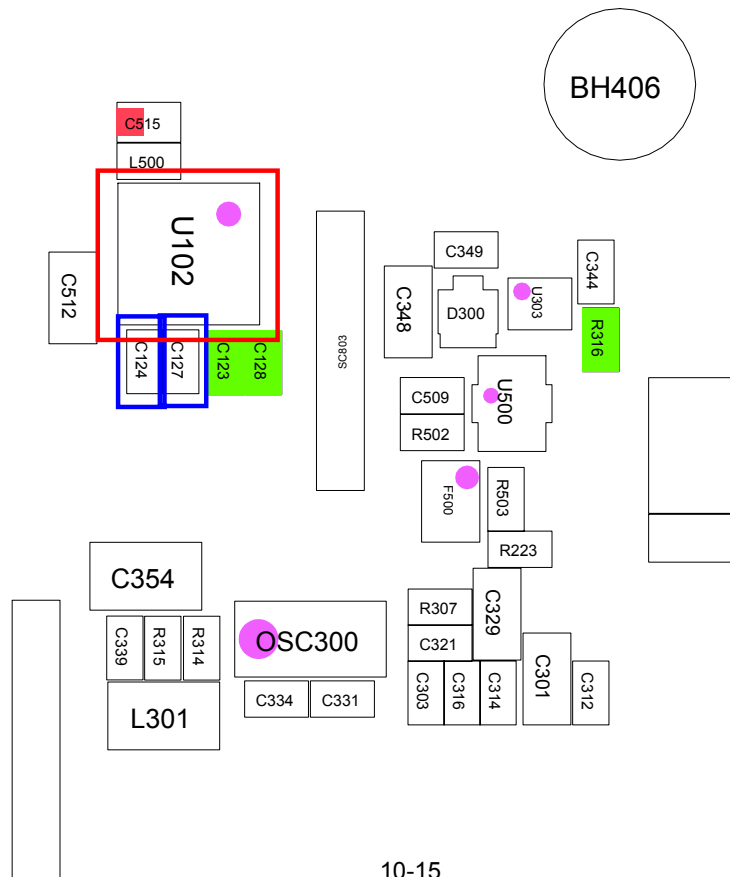 BH406
C515
L500
U102
C512
C124
C127
C123
C128
SC803
C349
C348
D300
U303
C344
R316
C509
R502
U500
F500
R503
R223
C354
C339
R315
R314
L301
OSC300
C334
C331
R307
C321
C329
C303
C316
C314
C301
C312
10-15